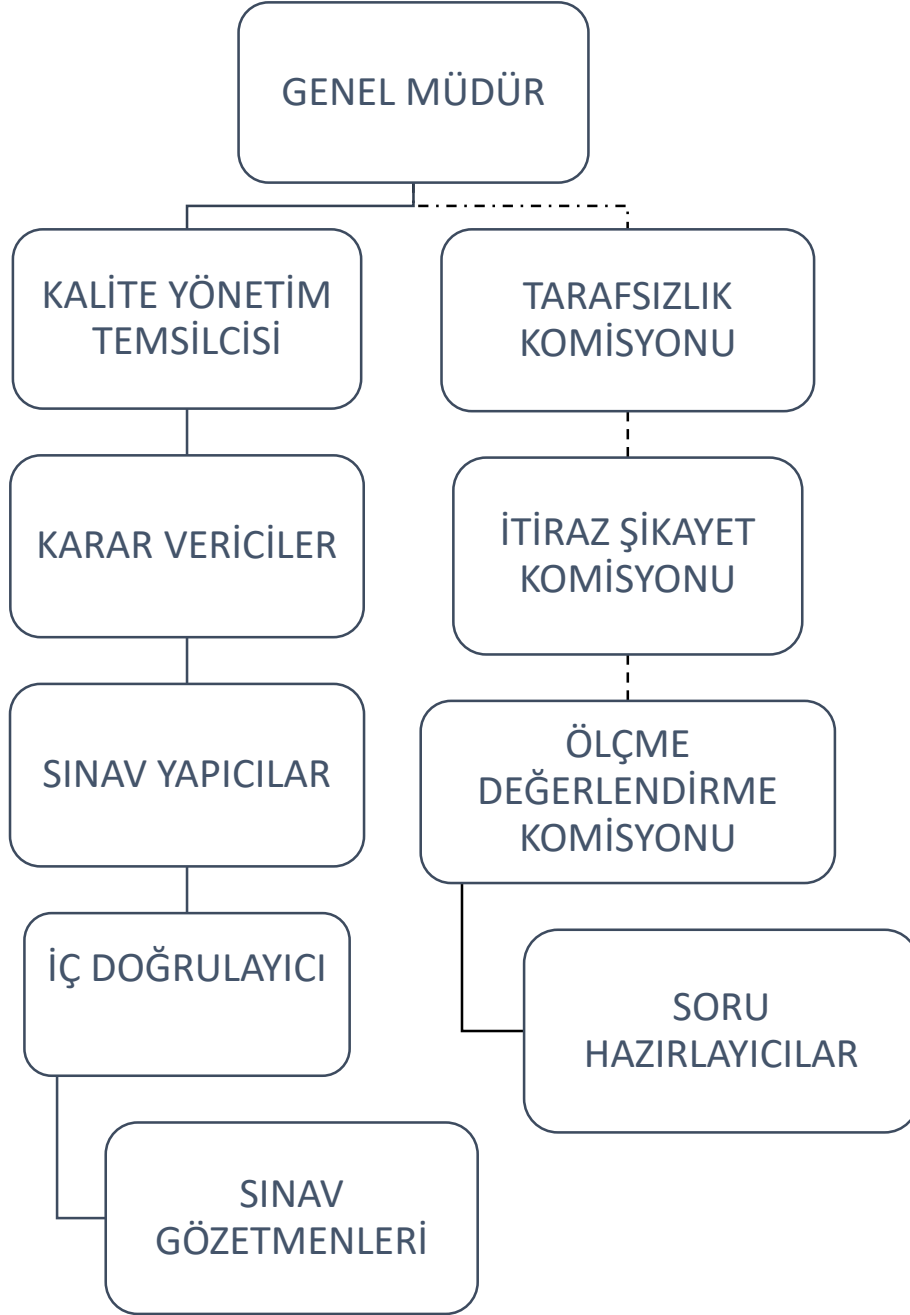 GENEL MÜDÜR
KALİTE YÖNETİM
TEMSİLCİSİ
TARAFSIZLIK
KOMİSYONU
KARAR VERİCİLER
İTİRAZ ŞİKAYET
KOMİSYONU
SINAV YAPICILAR
ÖLÇME
DEĞERLENDİRME
KOMİSYONU
İÇ DOĞRULAYICI
SORU
HAZIRLAYICILAR
SINAV
GÖZETMENLERİ